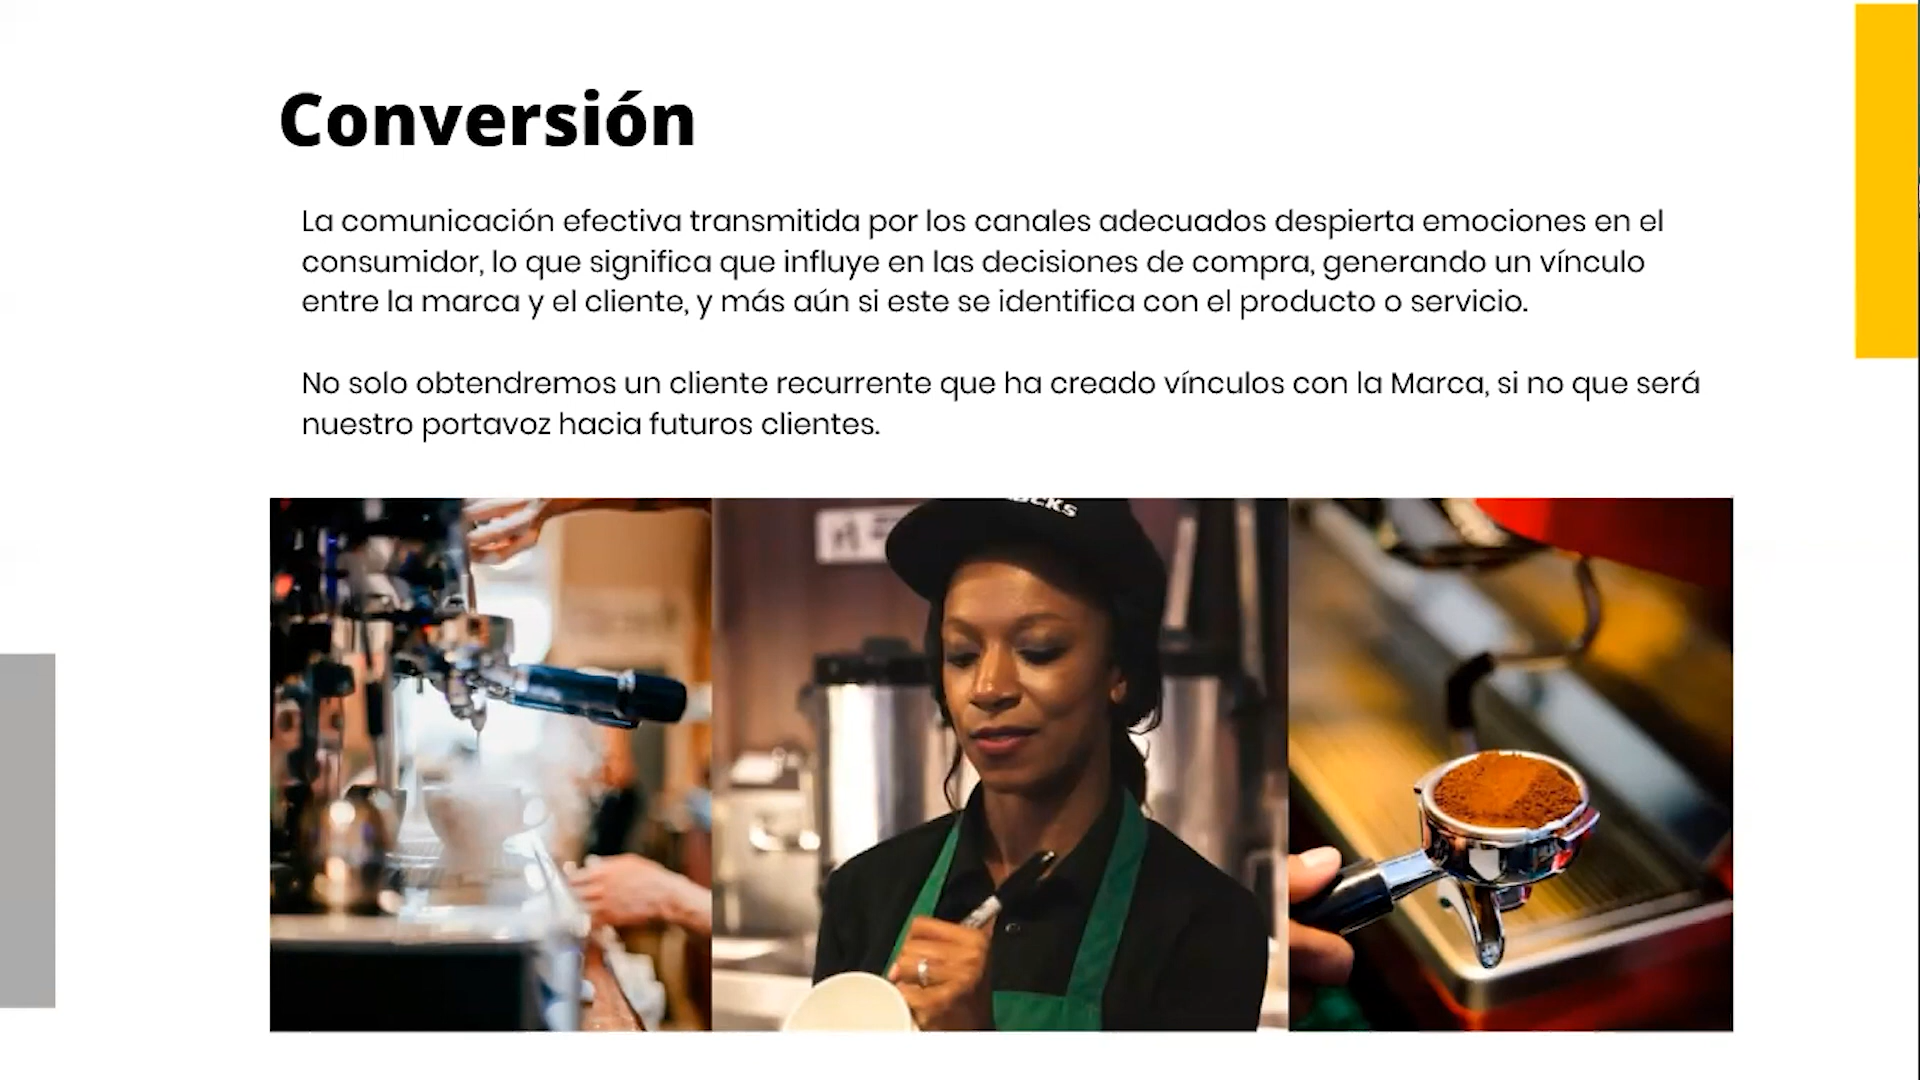 Conversión
La comunicación efectiva transmitida por los canales adecuados despierta emociones en el
consumidor, lo que significa que influye en las decisiones de compra, generando un vínculo
entre la marca y el cliente, y más aún si este se identifica con el producto o servicio.
No solo obtendremos un cliente recurrente que ha creado vínculos con la Marca, si no que será
nuestro portavoz hacia futuros clientes.